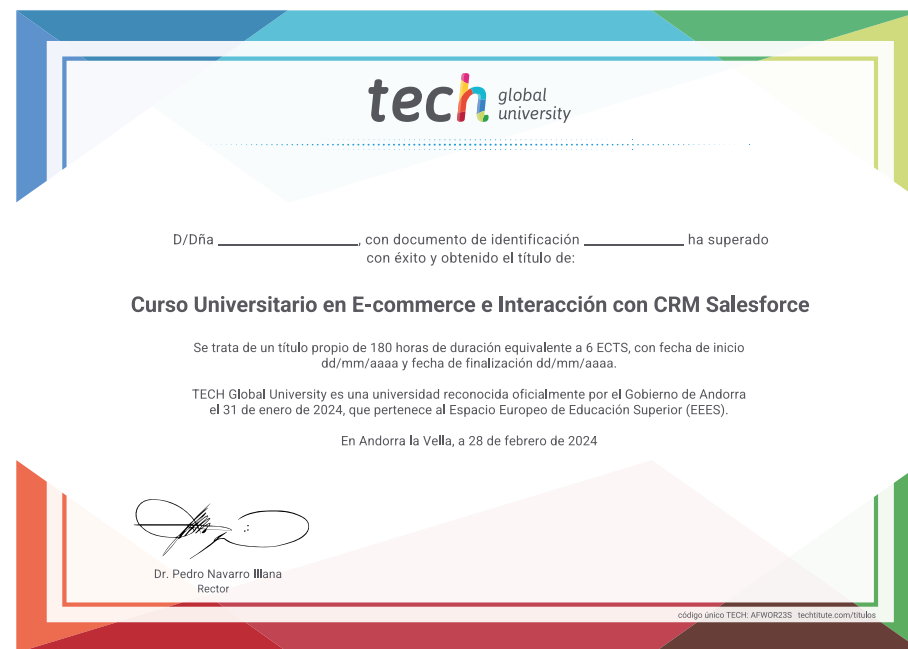 tech global university
D/Dña ____________, con documento de identificación ____________ ha superado
con éxito y obtenido el título de:
Curso Universitario en E-commerce e Interacción con CRM Salesforce
Se trata de un título propio de 180 horas de duración equivalente a 6 ECTS, con fecha de inicio
dd/mm/aaaa y fecha de finalización dd/mm/aaaa.
TECH Global University es una universidad reconocida oficialmente por el Gobierno de Andorra
el 31 de enero de 2024, que pertenece al Espacio Europeo de Educación Superior (EEES).
En Andorra la Vella, a 28 de febrero de 2024
Dr. Pedro Navarro Illana
Rector
código único TECH: AFWOR23S techtitute.com/titulos